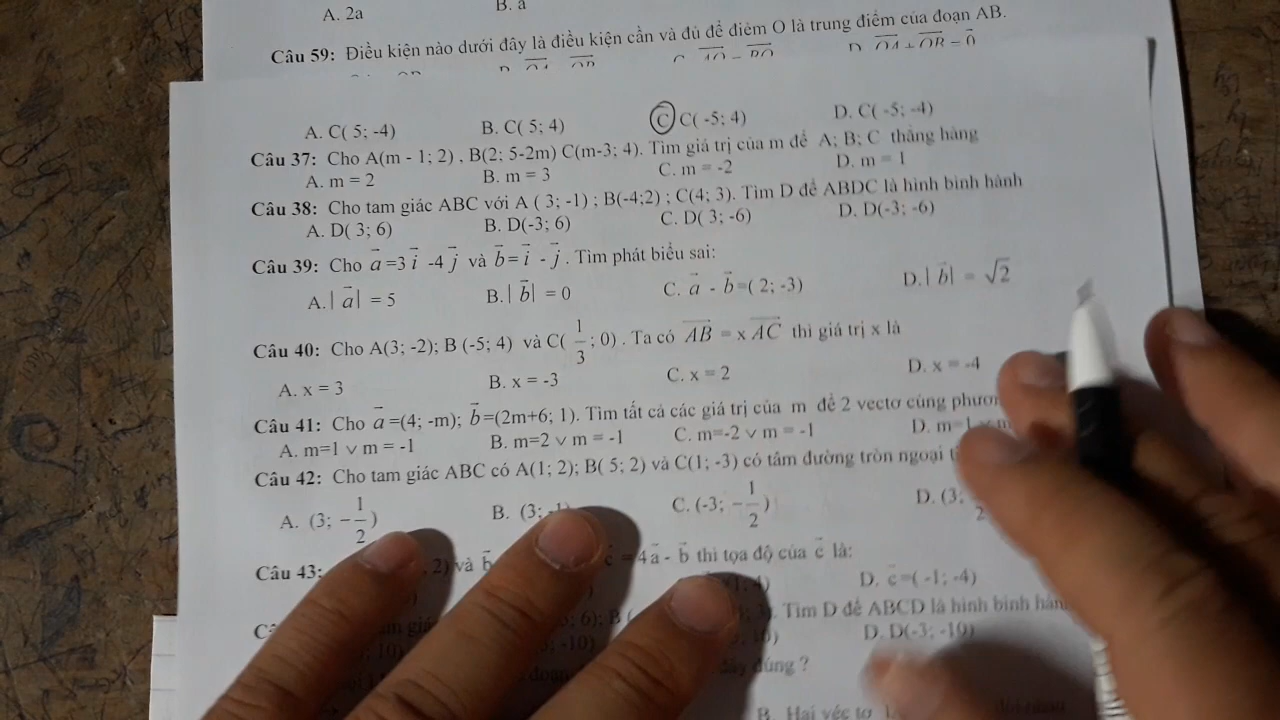 A. 2a B. a
Câu 59: Điều kiện nào dưới đây là điều kiện cần và đủ để điểm O là trung điểm của đoạn AB.
A. C( 5; -4) B. C( 5; 4) C C( -5; 4) D. C( -5; -4)
Câu 37: Cho A(m - 1; 2) , B(2; 5-2m) C(m-3; 4). Tìm giá trị của m để A; B; C thẳng hàng
A. m = 2 B. m = 3 C. m = -2 D. m = 1
Câu 38: Cho tam giác ABC với A ( 3; -1) ; B(-4;2) ; C(4; 3). Tìm D để ABDC là hình bình hành
A. D( 3; 6) B. D(-3; 6) C. D( 3; -6) D. D(-3; -6)
Câu 39: Cho a⃗ =3 i⃗ -4 j⃗ và b⃗ = i⃗ - j⃗ . Tìm phát biểu sai:
A. | a⃗ | = 5 B. | b⃗ | = 0 C. a⃗ - b⃗ =( 2; -3) D. | b⃗ | = √2
Câu 40: Cho A(3; -2); B (-5; 4) và C( 1/3 ; 0) . Ta có AB⃗ = x AC⃗ thì giá trị x là
A. x = 3 B. x = -3 C. x = 2 D. x = -4
Câu 41: Cho a⃗ =(4; -m); b⃗ =(2m+6; 1). Tìm tất cả các giá trị của m để 2 vectơ cùng
A. m=1 ∨ m = -1 B. m=2 ∨ m = -1 C. m=-2 ∨ m = -1 D. m=1
Câu 42: Cho tam giác ABC có A(1; 2); B( 5; 2) và C(1; -3) có tâm đường tròn ngoại
A. (3; -1/2) B. (3; C. (-3; -1/2) D. (3;
Câu 43: 2) và b⃗ c⃗ = 4 a⃗ - b⃗ thì tọa độ của c⃗ là:
D. c⃗ =( -1; -4)
6); B Tìm D để ABCD là hình bình
-10) D. D(-3; -10)
đúng ?
B. Hai véc tơ